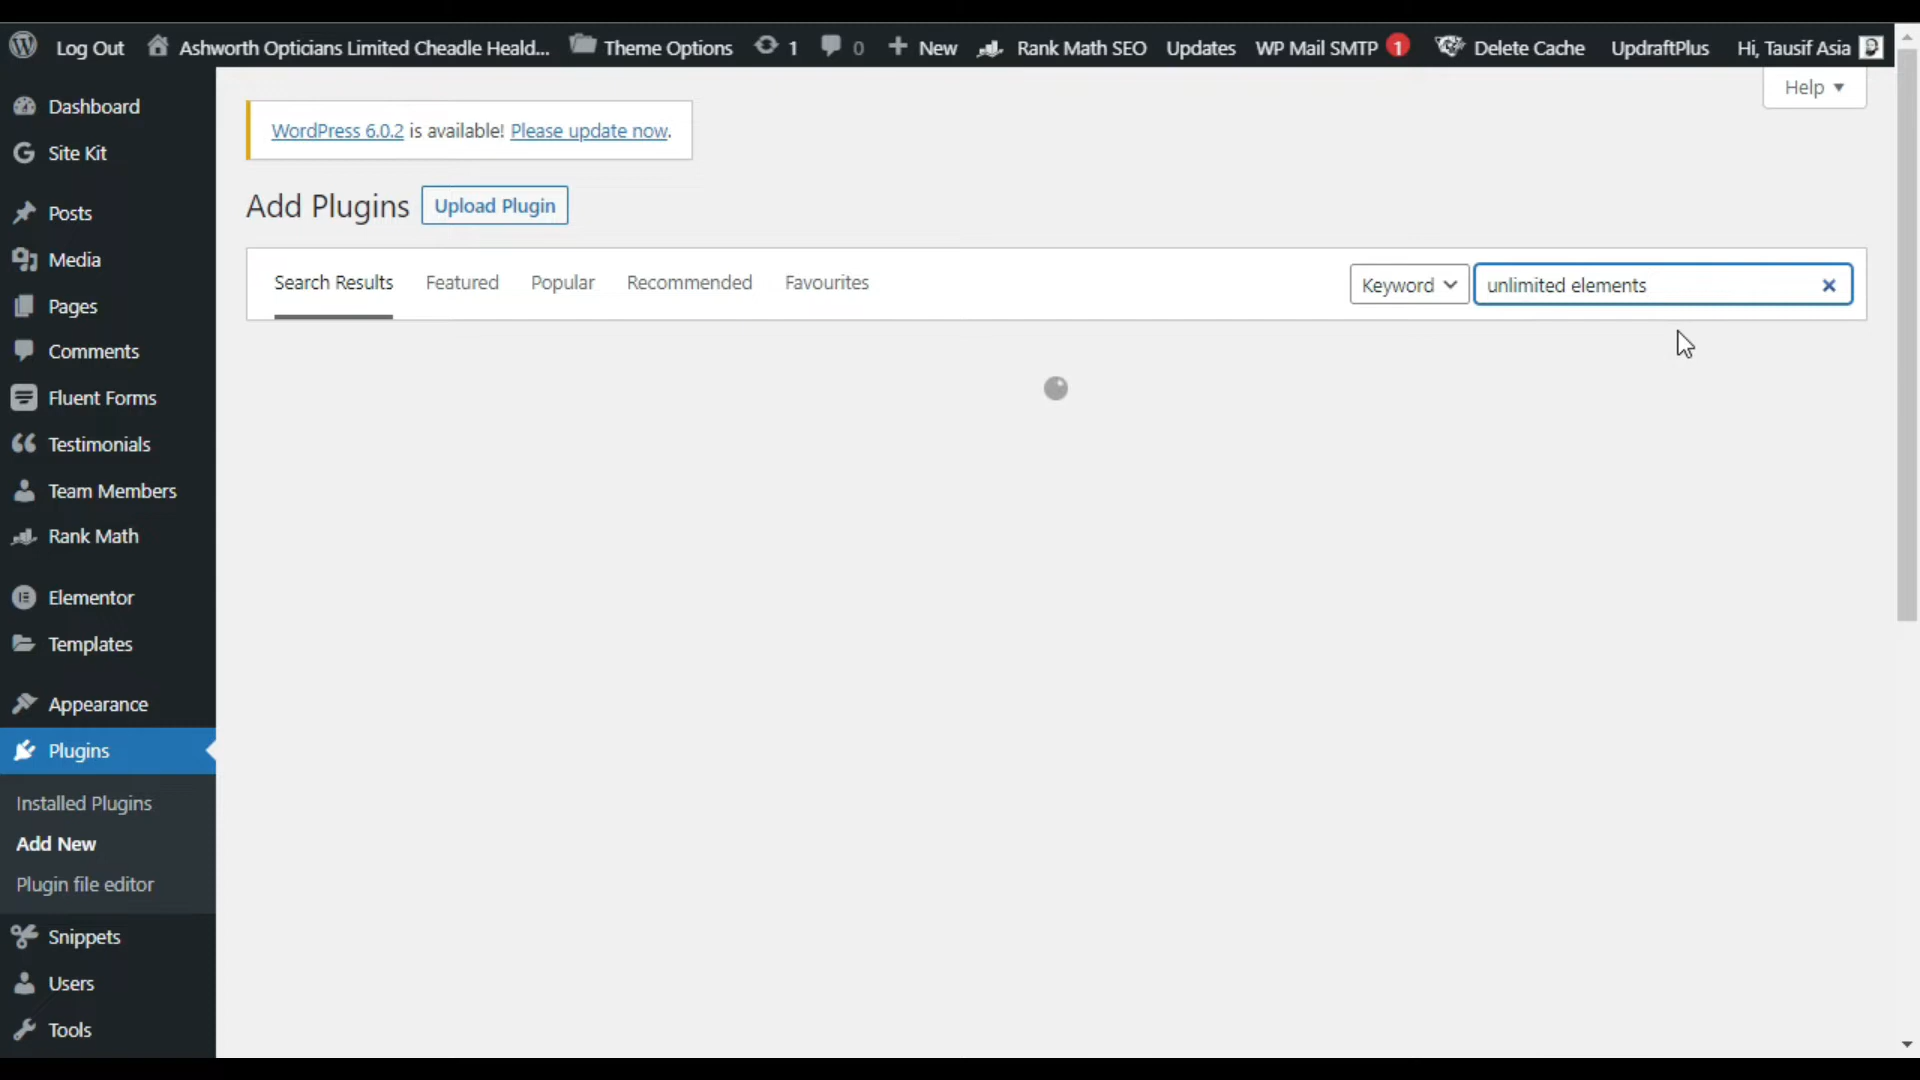 Log Out Ashworth Opticians Limited Cheadle Heald... Theme Options 1 0 New Rank Math SEO Updates WP Mail SMTP 1 Delete Cache UpdraftPlus Hi, Tausif Asia
Help
Dashboard
Site Kit
Posts
Media
Pages
Comments
Fluent Forms
Testimonials
Team Members
Rank Math
Elementor
Templates
Appearance
Plugins
Installed Plugins
Add New
Plugin file editor
Snippets
Users
Tools
WordPress 6.0.2 is available! Please update now.
Add Plugins Upload Plugin
Search Results Featured Popular Recommended Favourites Keyword unlimited elements